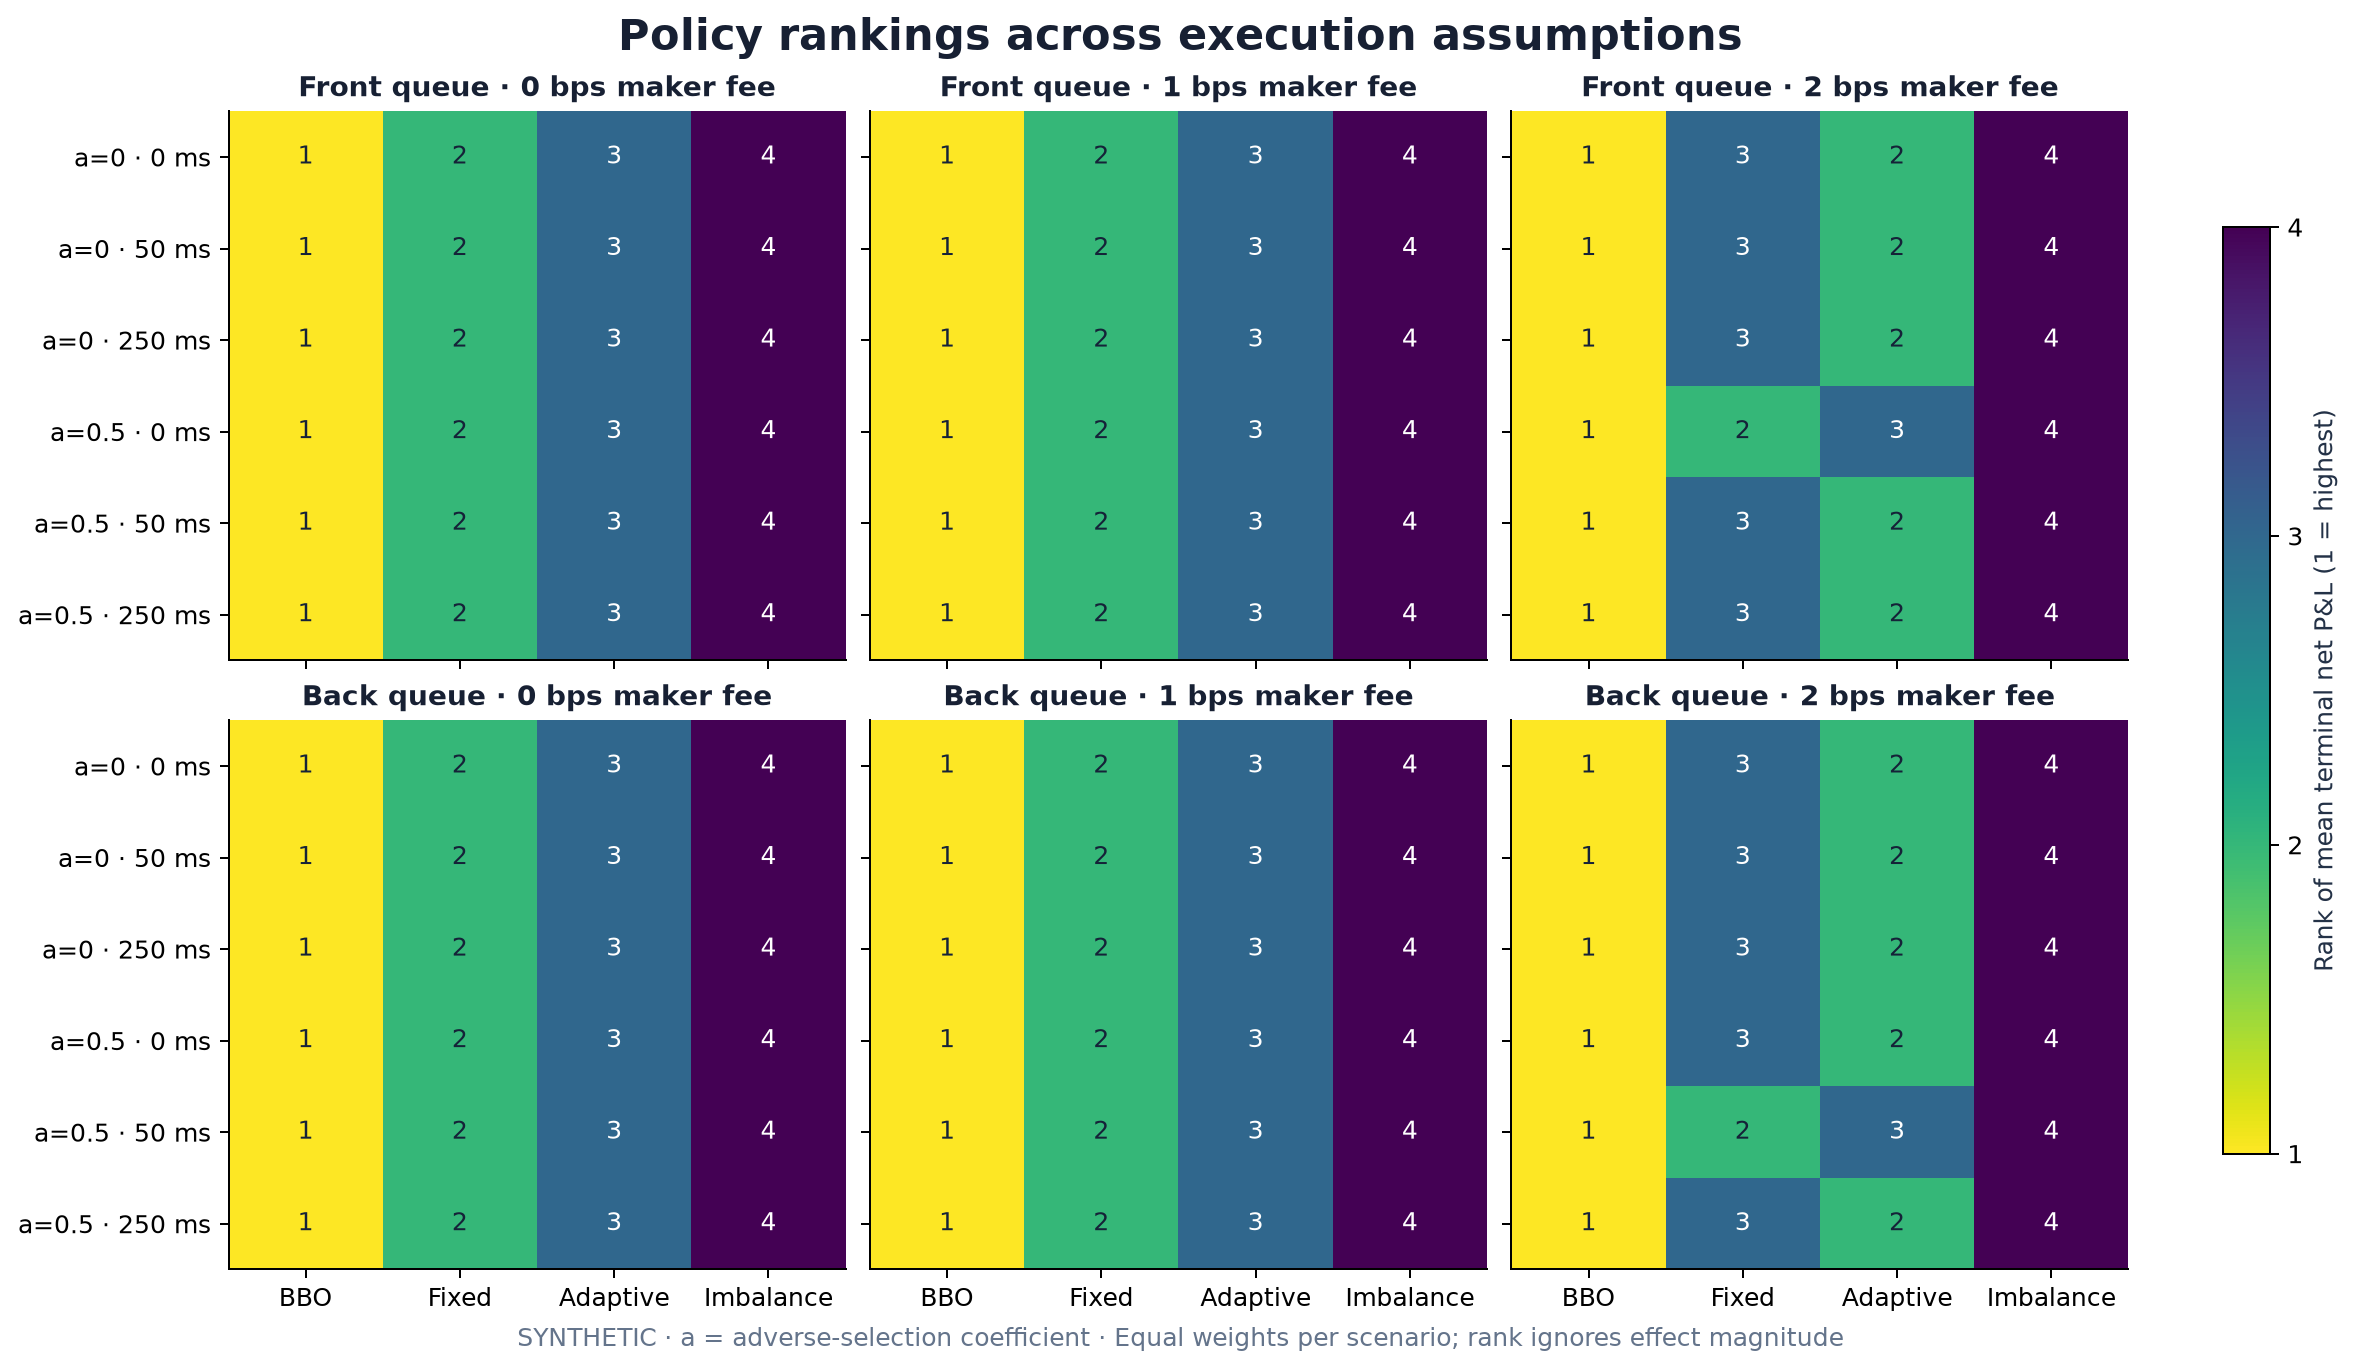 Policy rankings across execution assumptions
Front queue · 0 bps maker fee
Front queue · 1 bps maker fee
Front queue · 2 bps maker fee
a=0 · 0 ms
1 2 3 4
1 2 3 4
1 3 2 4
a=0 · 50 ms
1 2 3 4
1 2 3 4
1 3 2 4
a=0 · 250 ms
1 2 3 4
1 2 3 4
1 3 2 4
a=0.5 · 0 ms
1 2 3 4
1 2 3 4
1 2 3 4
a=0.5 · 50 ms
1 2 3 4
1 2 3 4
1 3 2 4
a=0.5 · 250 ms
1 2 3 4
1 2 3 4
1 3 2 4
Back queue · 0 bps maker fee
Back queue · 1 bps maker fee
Back queue · 2 bps maker fee
a=0 · 0 ms
1 2 3 4
1 2 3 4
1 3 2 4
a=0 · 50 ms
1 2 3 4
1 2 3 4
1 3 2 4
a=0 · 250 ms
1 2 3 4
1 2 3 4
1 3 2 4
a=0.5 · 0 ms
1 2 3 4
1 2 3 4
1 3 2 4
a=0.5 · 50 ms
1 2 3 4
1 2 3 4
1 2 3 4
a=0.5 · 250 ms
1 2 3 4
1 2 3 4
1 3 2 4
BBO Fixed Adaptive Imbalance
BBO Fixed Adaptive Imbalance
BBO Fixed Adaptive Imbalance
4
3
2
1
Rank of mean terminal net P&L (1 = highest)
SYNTHETIC · a = adverse-selection coefficient · Equal weights per scenario; rank ignores effect magnitude